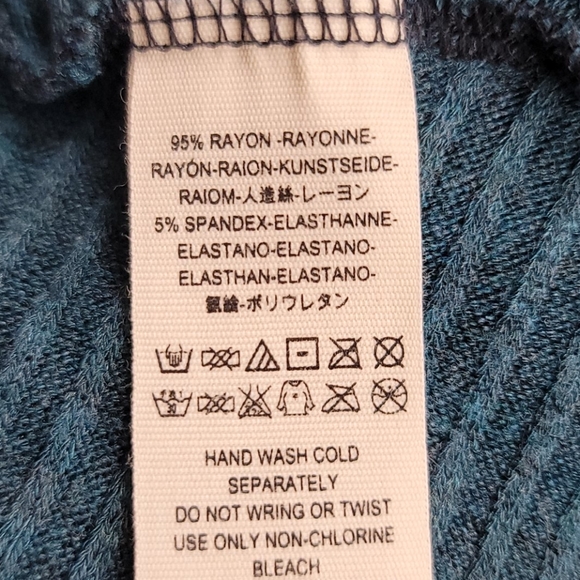 95% RAYON -RAYONNE-
RAYÓN-RAION-KUNSTSEIDE-
RAIOM-人造絲-レーヨン
5% SPANDEX-ELASTHANNE-
ELASTANO-ELASTANO-
ELASTHAN-ELASTANO-
氨綸-ポリウレタン
HAND WASH COLD
SEPARATELY
DO NOT WRING OR TWIST
USE ONLY NON-CHLORINE
BLEACH